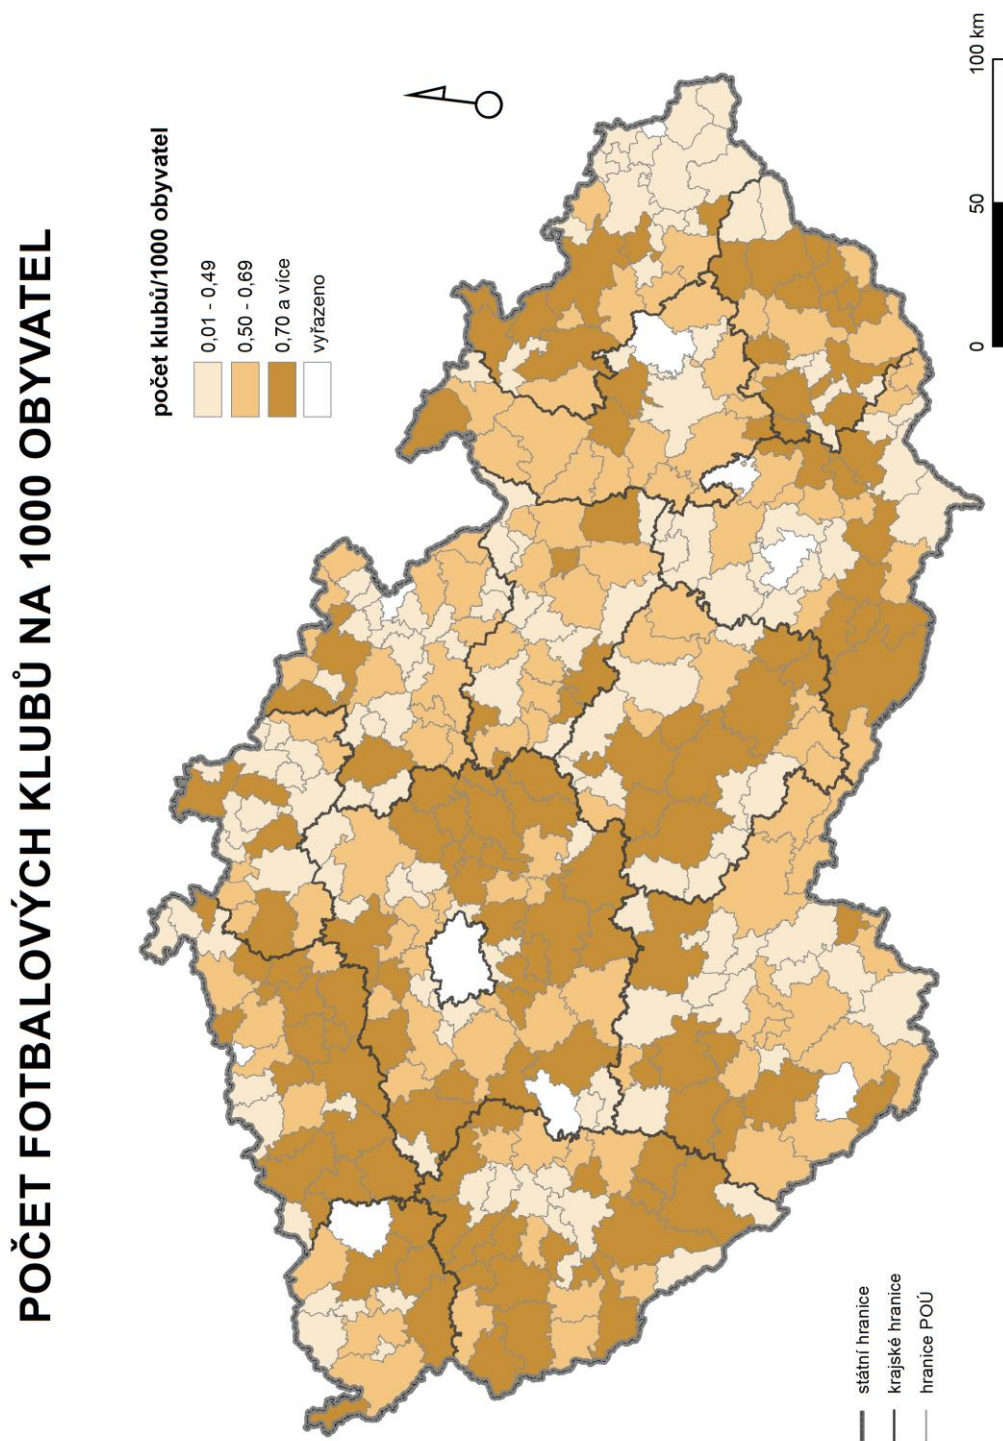 POČET FOTBALOVÝCH KLUBŮ NA 1000 OBYVATEL
počet klubů/1000 obyvatel
0,01 - 0,49
0,50 - 0,69
0,70 a více
vyřazeno
státní hranice
krajské hranice
hranice POÚ
0 50 100 km